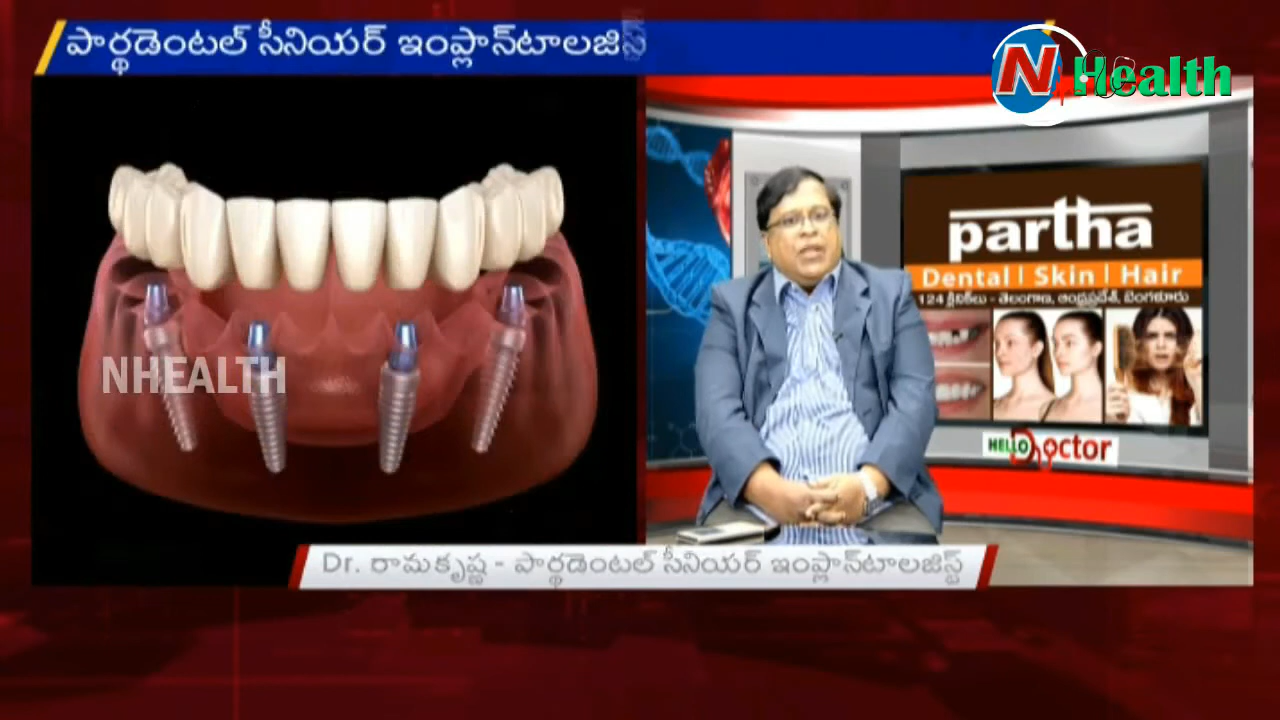 పార్థడెంటల్ సీనియర్ ఇంప్లాన్‌టాలజిస్ట్
N Health
NHEALTH
partha
Dental | Skin | Hair
124 క్లినిక్‌లు - తెలంగాణ, ఆంధ్రప్రదేశ్, బెంగళూరు
HELLO Doctor
Dr. రామకృష్ణ - పార్థడెంటల్ సీనియర్ ఇంప్లాన్‌టాలజిస్ట్